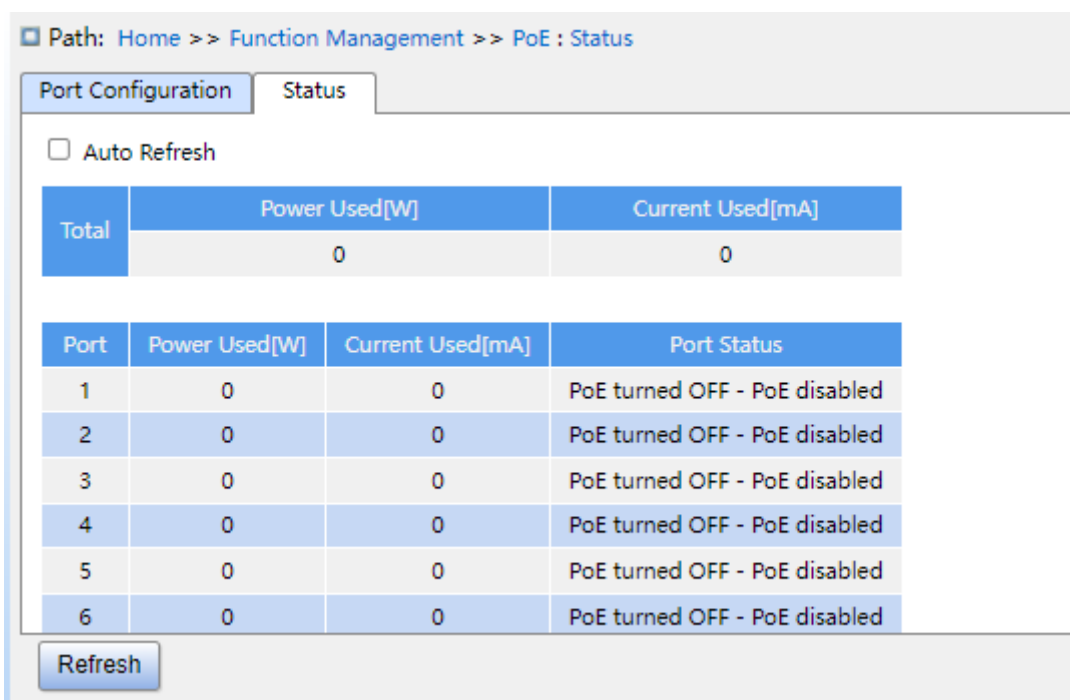 Path: Home >> Function Management >> PoE : Status
Port Configuration Status
Auto Refresh
Total Power Used[W] Current Used[mA]
0 0
Port Power Used[W] Current Used[mA] Port Status
1 0 0 PoE turned OFF - PoE disabled
2 0 0 PoE turned OFF - PoE disabled
3 0 0 PoE turned OFF - PoE disabled
4 0 0 PoE turned OFF - PoE disabled
5 0 0 PoE turned OFF - PoE disabled
6 0 0 PoE turned OFF - PoE disabled
Refresh